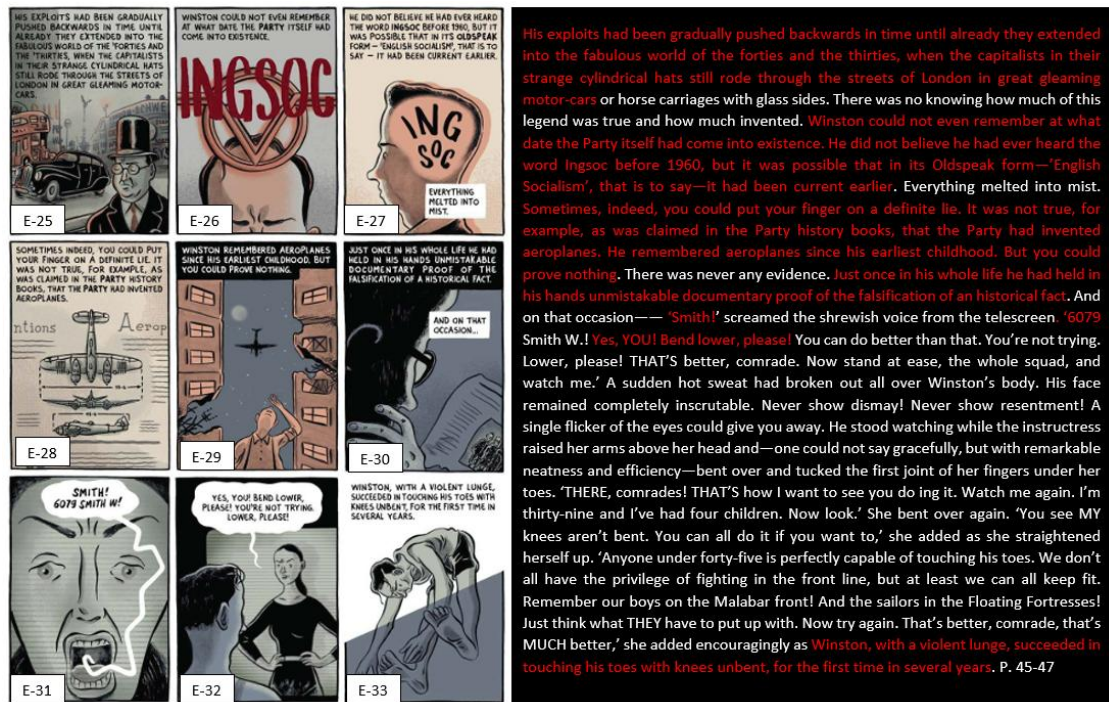 HIS EXPLOITS HAD BEEN GRADUALLY
PUSHED BACKWARDS IN TIME UNTIL
ALREADY THEY EXTENDED INTO THE
FABULOUS WORLD OF THE 'FORTIES AND
THE 'THIRTIES, WHEN THE CAPITALISTS
IN THEIR STRANGE CYLINDRICAL HATS
STILL RODE THROUGH THE STREETS OF
LONDON IN GREAT GLEAMING MOTOR-
CARS.
E-25
WINSTON COULD NOT EVEN REMEMBER
AT WHAT DATE THE PARTY ITSELF HAD
COME INTO EXISTENCE.
INGSOC
E-26
HE DID NOT BELIEVE HE HAD EVER HEARD
THE WORD INGSOC BEFORE 1960, BUT IT
WAS POSSIBLE THAT IN ITS OLDSPEAK
FORM – 'ENGLISH SOCIALISM', THAT IS TO
SAY – IT HAD BEEN CURRENT EARLIER.
ING
SOC
EVERYTHING
MELTED INTO
MIST.
E-27
SOMETIMES INDEED, YOU COULD PUT
YOUR FINGER ON A DEFINITE LIE. IT
WAS NOT TRUE, FOR EXAMPLE, AS
WAS CLAIMED IN THE PARTY HISTORY
BOOKS, THAT THE PARTY HAD INVENTED
AEROPLANES.
ntions Aerop
E-28
WINSTON REMEMBERED AEROPLANES
SINCE HIS EARLIEST CHILDHOOD. BUT
YOU COULD PROVE NOTHING.
E-29
JUST ONCE IN HIS WHOLE LIFE HE HAD
HELD IN HIS HANDS UNMISTAKABLE
DOCUMENTARY PROOF OF THE
FALSIFICATION OF A HISTORICAL FACT.
AND ON THAT
OCCASION...
E-30
SMITH!
6079 SMITH W!
E-31
YES, YOU! BEND LOWER,
PLEASE! YOU'RE NOT TRYING.
LOWER, PLEASE!
E-32
WINSTON, WITH A VIOLENT LUNGE,
SUCCEEDED IN TOUCHING HIS TOES WITH
KNEES UNBENT, FOR THE FIRST TIME IN
SEVERAL YEARS.
E-33
His exploits had been gradually pushed backwards in time until already they extended
into the fabulous world of the forties and the thirties, when the capitalists in their
strange cylindrical hats still rode through the streets of London in great gleaming
motor-cars or horse carriages with glass sides. There was no knowing how much of this
legend was true and how much invented. Winston could not even remember at what
date the Party itself had come into existence. He did not believe he had ever heard the
word Ingsoc before 1960, but it was possible that in its Oldspeak form—'English
Socialism', that is to say—it had been current earlier. Everything melted into mist.
Sometimes, indeed, you could put your finger on a definite lie. It was not true, for
example, as was claimed in the Party history books, that the Party had invented
aeroplanes. He remembered aeroplanes since his earliest childhood. But you could
prove nothing. There was never any evidence. Just once in his whole life he had held in
his hands unmistakable documentary proof of the falsification of an historical fact. And
on that occasion—— 'Smith!' screamed the shrewish voice from the telescreen. '6079
Smith W.! Yes, YOU! Bend lower, please! You can do better than that. You're not trying.
Lower, please! THAT'S better, comrade. Now stand at ease, the whole squad, and
watch me.' A sudden hot sweat had broken out all over Winston's body. His face
remained completely inscrutable. Never show dismay! Never show resentment! A
single flicker of the eyes could give you away. He stood watching while the instructress
raised her arms above her head and—one could not say gracefully, but with remarkable
neatness and efficiency—bent over and tucked the first joint of her fingers under her
toes. 'THERE, comrades! THAT'S how I want to see you do ing it. Watch me again. I'm
thirty-nine and I've had four children. Now look.' She bent over again. 'You see MY
knees aren't bent. You can all do it if you want to,' she added as she straightened
herself up. 'Anyone under forty-five is perfectly capable of touching his toes. We don't
all have the privilege of fighting in the front line, but at least we can all keep fit.
Remember our boys on the Malabar front! And the sailors in the Floating Fortresses!
Just think what THEY have to put up with. Now try again. That's better, comrade, that's
MUCH better,' she added encouragingly as Winston, with a violent lunge, succeeded in
touching his toes with knees unbent, for the first time in several years. P. 45-47